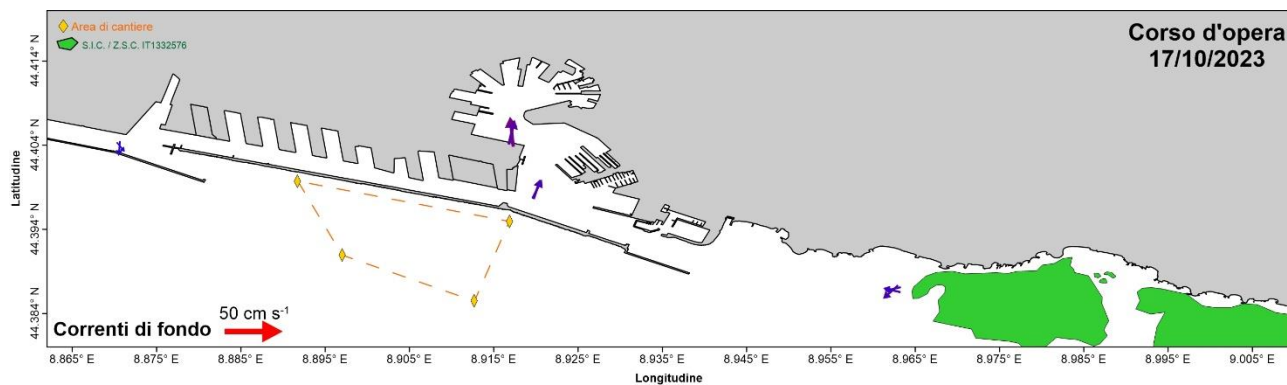 Area di cantiere
S.I.C. / Z.S.C. IT1332576
Corso d'opera
17/10/2023
Latitudine
44.414° N
44.404° N
44.394° N
44.384° N
Correnti di fondo
50 cm s⁻¹
8.865° E 8.875° E 8.885° E 8.895° E 8.905° E 8.915° E 8.925° E 8.935° E 8.945° E 8.955° E 8.965° E 8.975° E 8.985° E 8.995° E 9.005° E
Longitudine